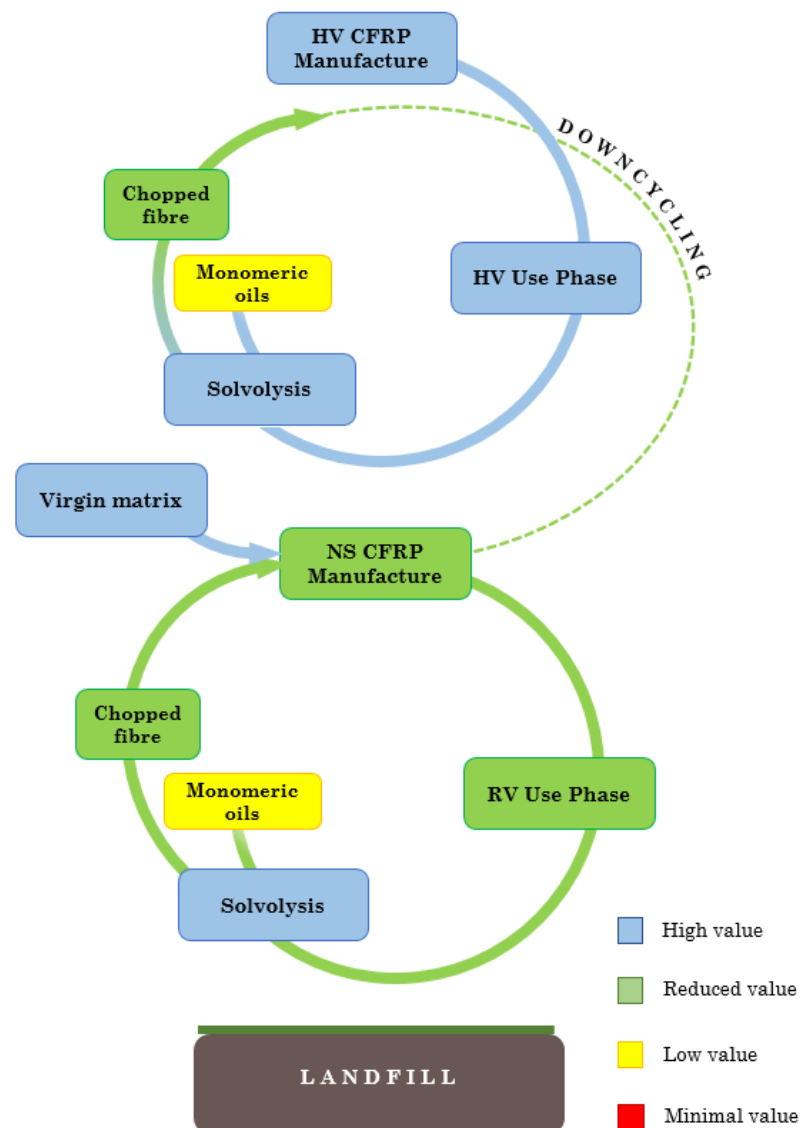 HV CFRP
Manufacture
DOWNCYCLING
Chopped
fibre
Monomeric
oils
HV Use Phase
Solvolysis
Virgin matrix
NS CFRP
Manufacture
Chopped
fibre
Monomeric
oils
RV Use Phase
Solvolysis
High value
Reduced value
Low value
LANDFILL
Minimal value